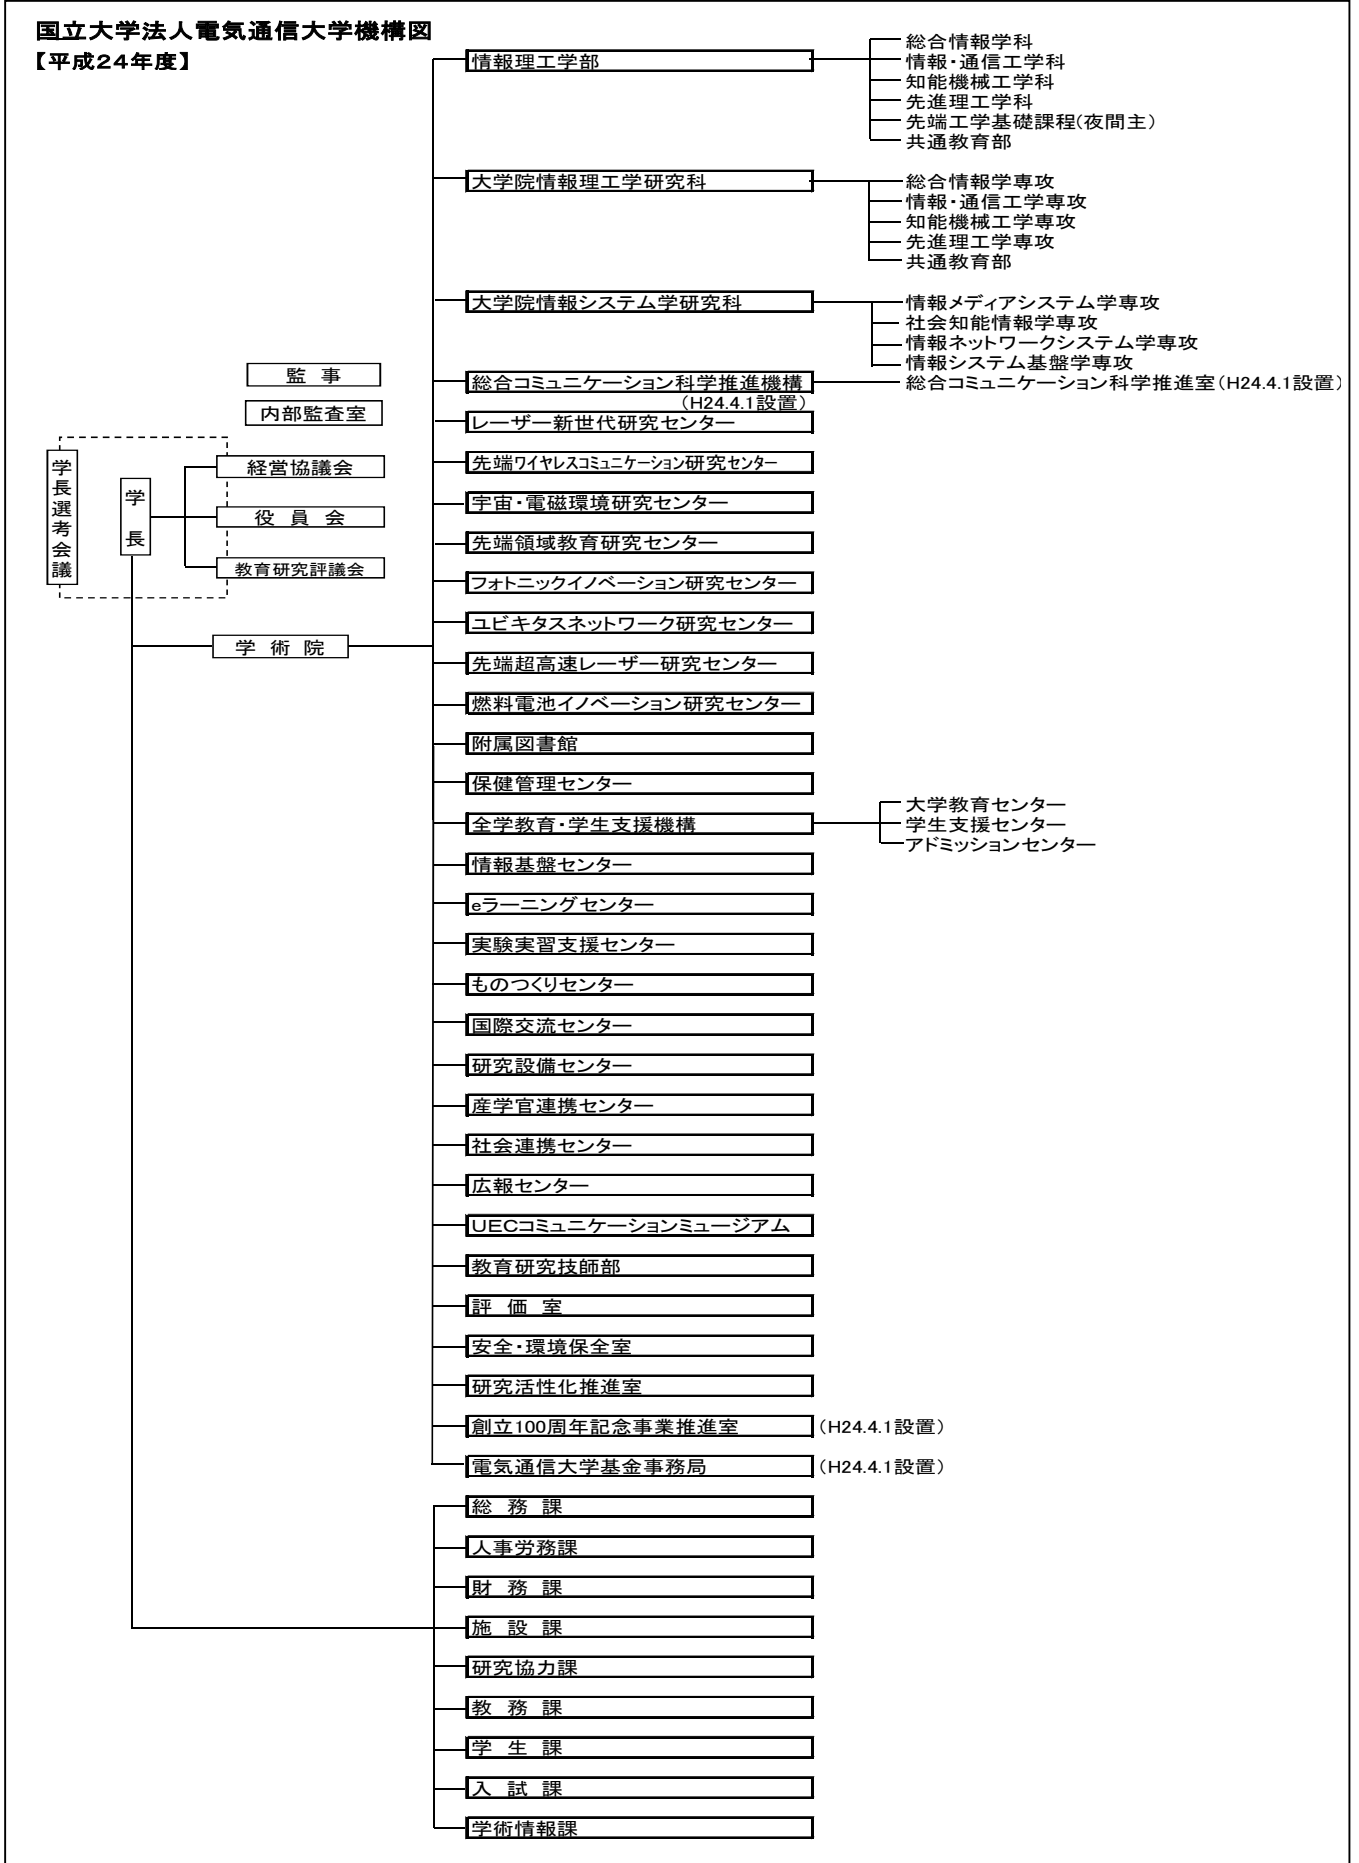 国立大学法人電気通信大学機構図
【平成24年度】
情報理工学部
総合情報学科
情報・通信工学科
知能機械工学科
先進理工学科
先端工学基礎課程(夜間主)
共通教育部
大学院情報理工学研究科
総合情報学専攻
情報・通信工学専攻
知能機械工学専攻
先進理工学専攻
共通教育部
大学院情報システム学研究科
情報メディアシステム学専攻
社会知能情報学専攻
情報ネットワークシステム学専攻
情報システム基盤学専攻
監 事
内部監査室
学長選考会議
学 長
経営協議会
役 員 会
教育研究評議会
学 術 院
総合コミュニケーション科学推進機構
(H24.4.1設置)
総合コミュニケーション科学推進室(H24.4.1設置)
レーザー新世代研究センター
先端ワイヤレスコミュニケーション研究センター
宇宙・電磁環境研究センター
先端領域教育研究センター
フォトニックイノベーション研究センター
ユビキタスネットワーク研究センター
先端超高速レーザー研究センター
燃料電池イノベーション研究センター
附属図書館
保健管理センター
全学教育・学生支援機構
大学教育センター
学生支援センター
アドミッションセンター
情報基盤センター
eラーニングセンター
実験実習支援センター
ものつくりセンター
国際交流センター
研究設備センター
産学官連携センター
社会連携センター
広報センター
UECコミュニケーションミュージアム
教育研究技師部
評 価 室
安全・環境保全室
研究活性化推進室
創立100周年記念事業推進室 (H24.4.1設置)
電気通信大学基金事務局 (H24.4.1設置)
総 務 課
人事労務課
財 務 課
施 設 課
研究協力課
教 務 課
学 生 課
入 試 課
学術情報課